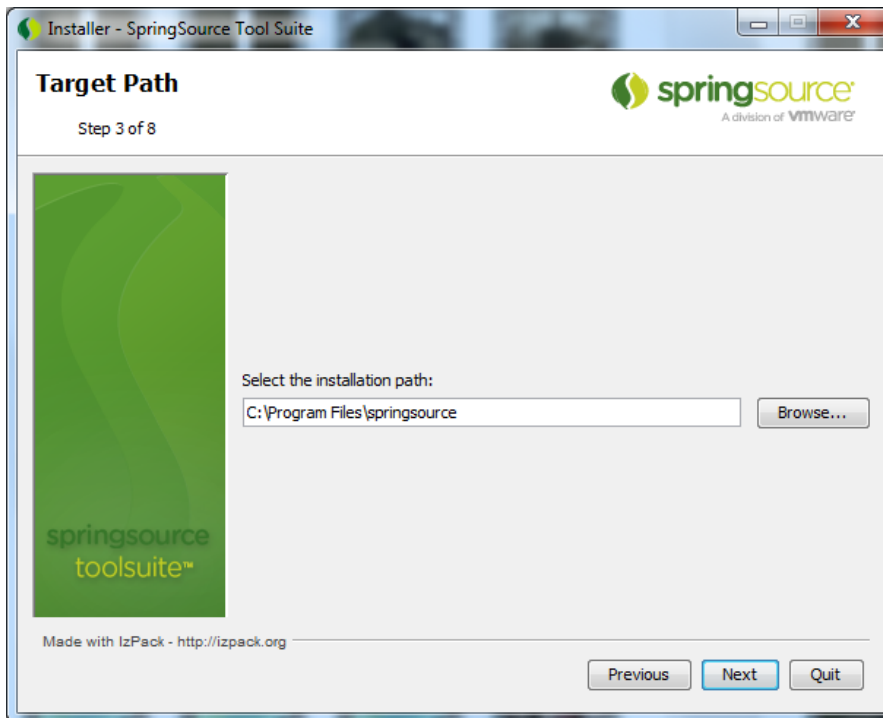 Installer - SpringSource Tool Suite
Target Path
Step 3 of 8
springsource
A division of vmware
Select the installation path:
C:\Program Files\springsource
Browse...
springsource
toolsuite™
Made with IzPack - http://izpack.org
Previous
Next
Quit